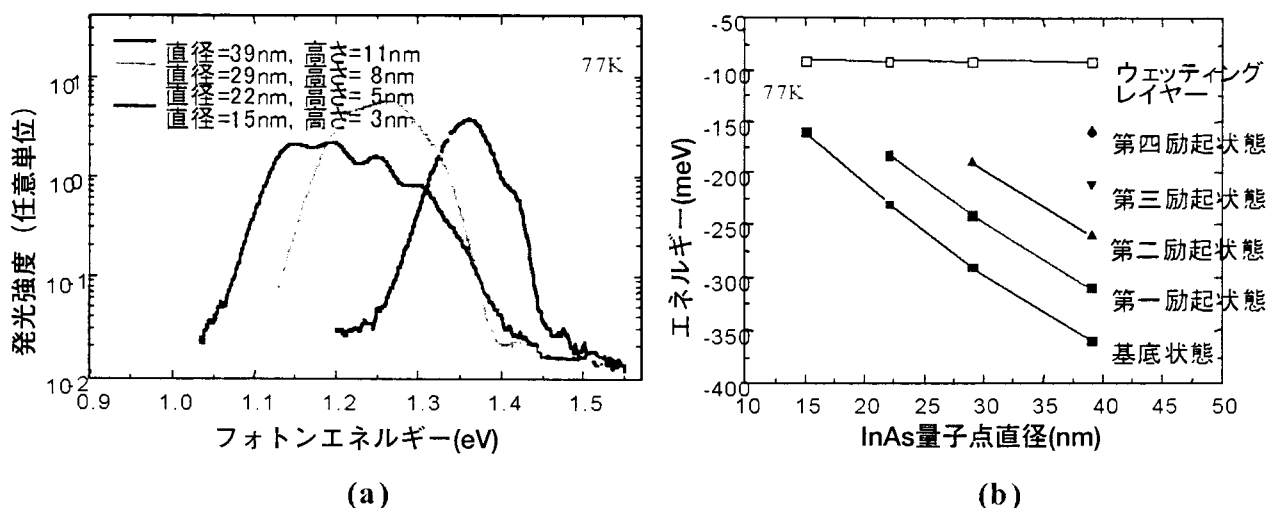 直径=39nm, 高さ=11nm
直径=29nm, 高さ= 8nm
直径=22nm, 高さ= 5nm
直径=15nm, 高さ= 3nm
77K
発光強度 (任意単位)
10¹
10⁰
10⁻¹
10⁻²
0.9 1.0 1.1 1.2 1.3 1.4 1.5
フォトンエネルギー(eV)
(a)
-50
-100
-150
-200
-250
-300
-350
-400
エネルギー(meV)
77K
ウェッティング
レイヤー
第四励起状態
第三励起状態
第二励起状態
第一励起状態
基底状態
10 15 20 25 30 35 40 45 50
InAs量子点直径(nm)
(b)